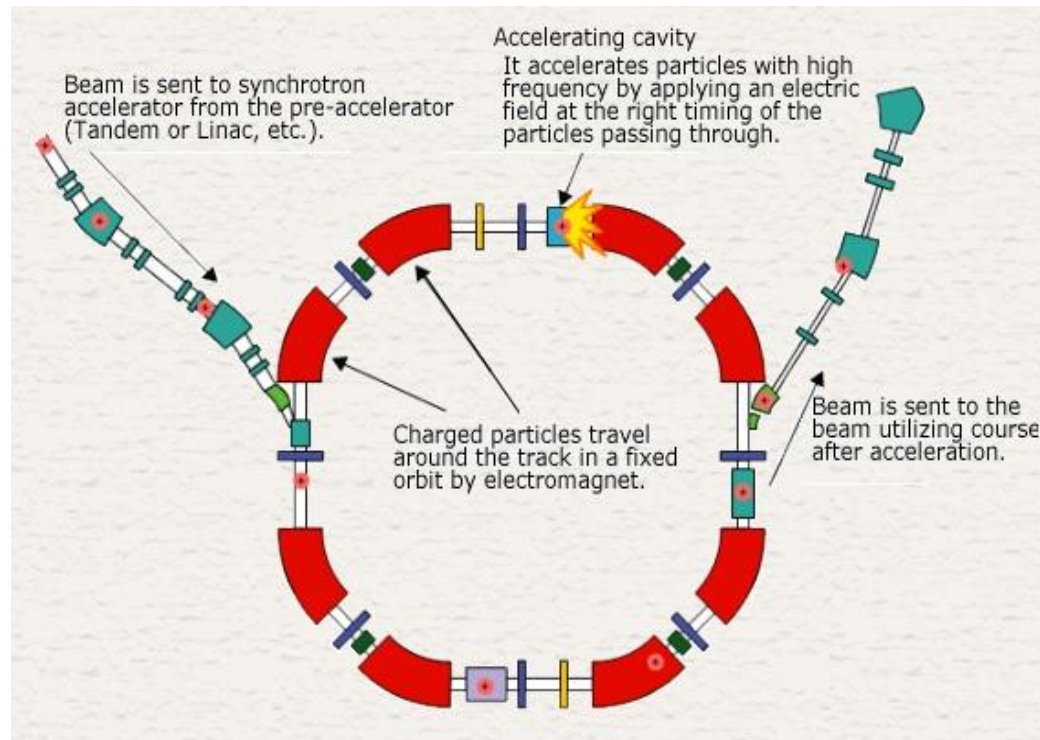 Accelerating cavity
It accelerates particles with high
frequency by applying an electric
field at the right timing of the
particles passing through.
Beam is sent to synchrotron
accelerator from the pre-accelerator
(Tandem or Linac, etc.).
Charged particles travel
around the track in a fixed
orbit by electromagnet.
Beam is sent to the
beam utilizing course
after acceleration.